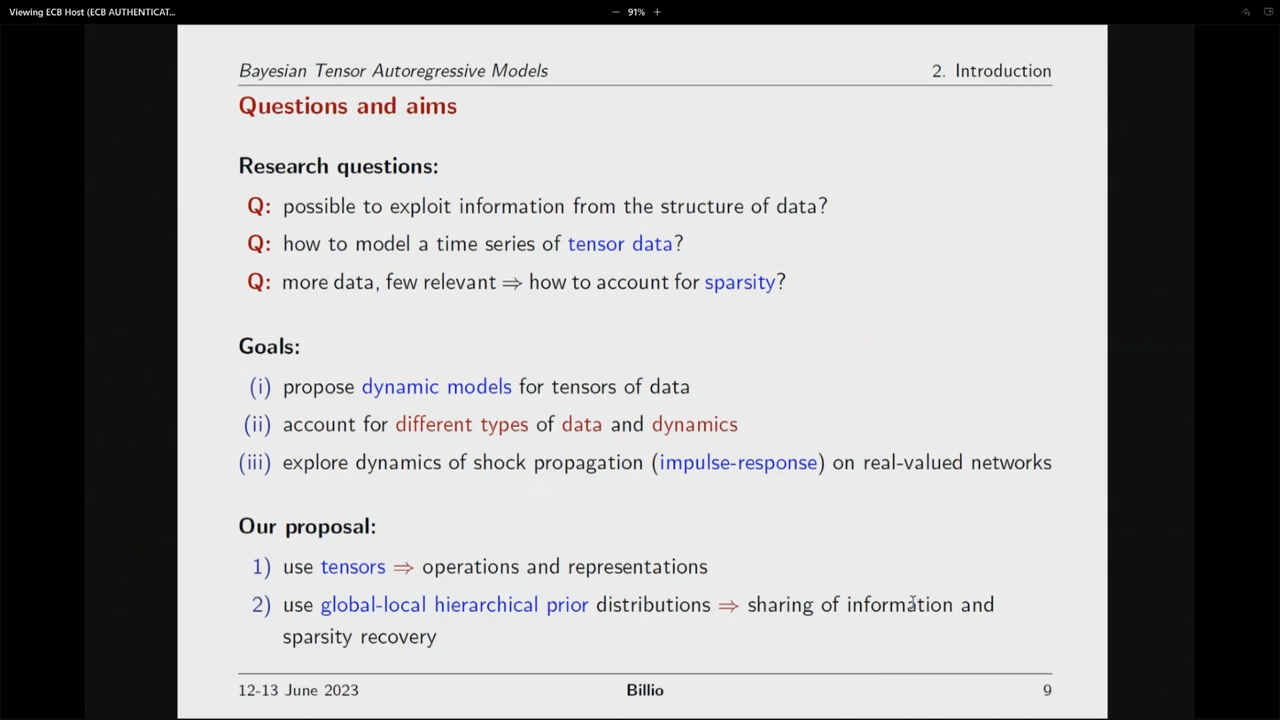 Viewing ECB Host (ECB AUTHENTICAT...
− 91% +
Bayesian Tensor Autoregressive Models 2. Introduction
Questions and aims
Research questions:
Q: possible to exploit information from the structure of data?
Q: how to model a time series of tensor data?
Q: more data, few relevant ⇒ how to account for sparsity?
Goals:
(i) propose dynamic models for tensors of data
(ii) account for different types of data and dynamics
(iii) explore dynamics of shock propagation (impulse-response) on real-valued networks
Our proposal:
1) use tensors ⇒ operations and representations
2) use global-local hierarchical prior distributions ⇒ sharing of information and
sparsity recovery
12-13 June 2023 Billio 9